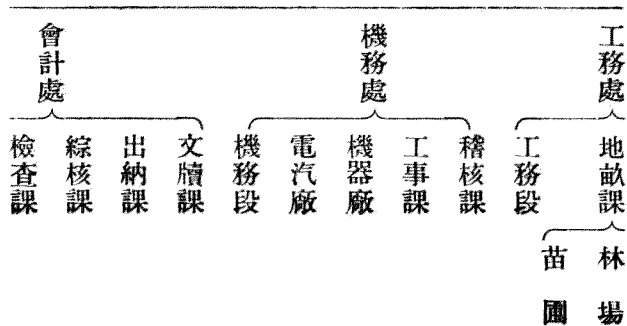 工務處
地畝課
林場
苗圃
工務段
機務處
稽核課
工事課
機器廠
電汽廠
機務段
會計處
文牘課
出納課
綜核課
檢查課